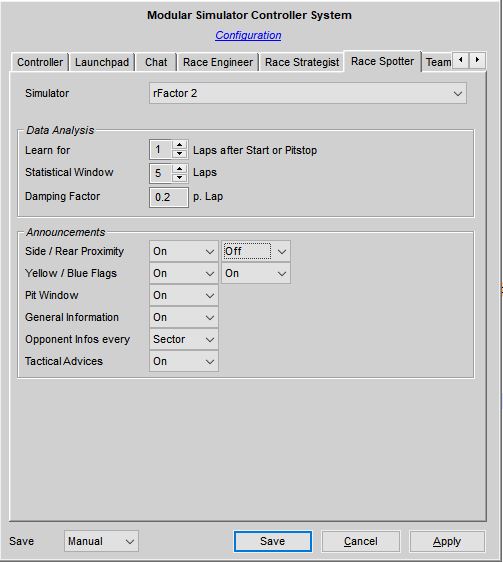 Modular Simulator Controller System
Configuration
Controller Launchpad Chat Race Engineer Race Strategist Race Spotter Team
Simulator rFactor 2
Data Analysis
Learn for 1 Laps after Start or Pitstop
Statistical Window 5 Laps
Damping Factor 0.2 p. Lap
Announcements
Side / Rear Proximity On Off
Yellow / Blue Flags On On
Pit Window On
General Information On
Opponent Infos every Sector
Tactical Advices On
Save Manual Save Cancel Apply